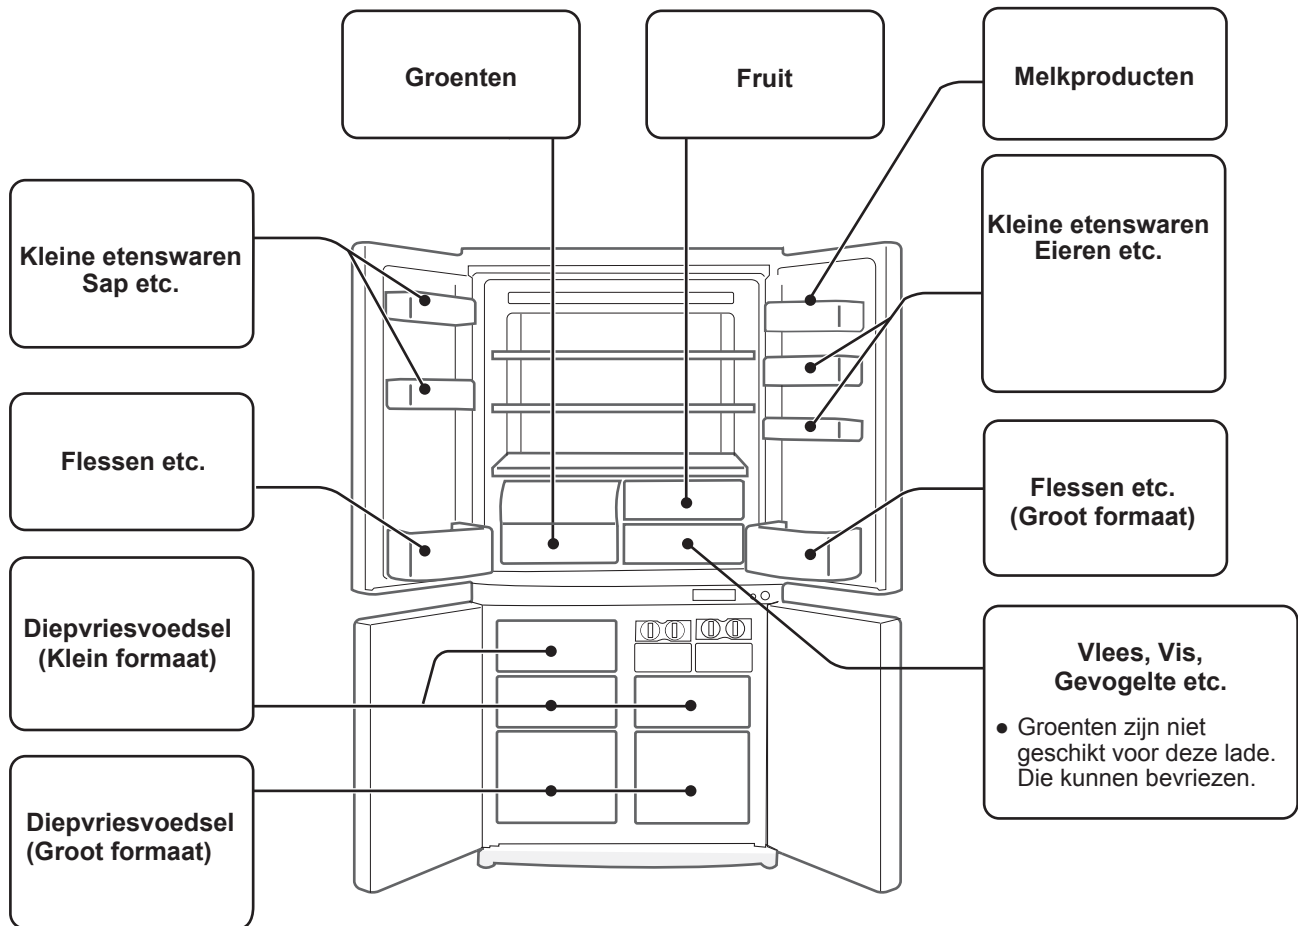 Groenten
Fruit
Melkproducten
Kleine etenswaren
Sap etc.
Kleine etenswaren
Eieren etc.
Flessen etc.
Flessen etc.
(Groot formaat)
Diepvriesvoedsel
(Klein formaat)
Vlees, Vis,
Gevogelte etc.
● Groenten zijn niet
geschikt voor deze lade.
Die kunnen bevriezen.
Diepvriesvoedsel
(Groot formaat)